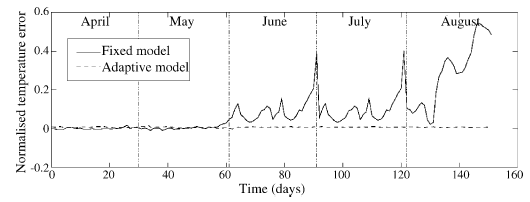 0.6
0.4
0.2
0
-0.2
Normalised temperature error
April May June July August
Fixed model
Adaptive model
0 20 40 60 80 100 120 140 160
Time (days)